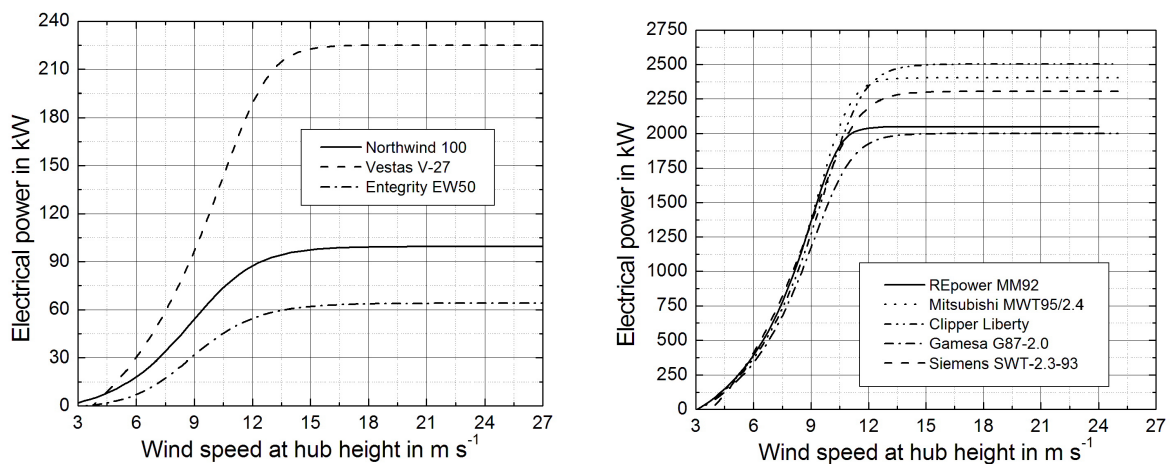 240
210
180
150
120
90
60
30
0
Electrical power in kW
Northwind 100
Vestas V-27
Entegrity EW50
3 6 9 12 15 18 21 24 27
Wind speed at hub height in m s⁻¹
2750
2500
2250
2000
1750
1500
1250
1000
750
500
250
0
Electrical power in kW
REpower MM92
Mitsubishi MWT95/2.4
Clipper Liberty
Gamesa G87-2.0
Siemens SWT-2.3-93
3 6 9 12 15 18 21 24 27
Wind speed at hub height in m s⁻¹